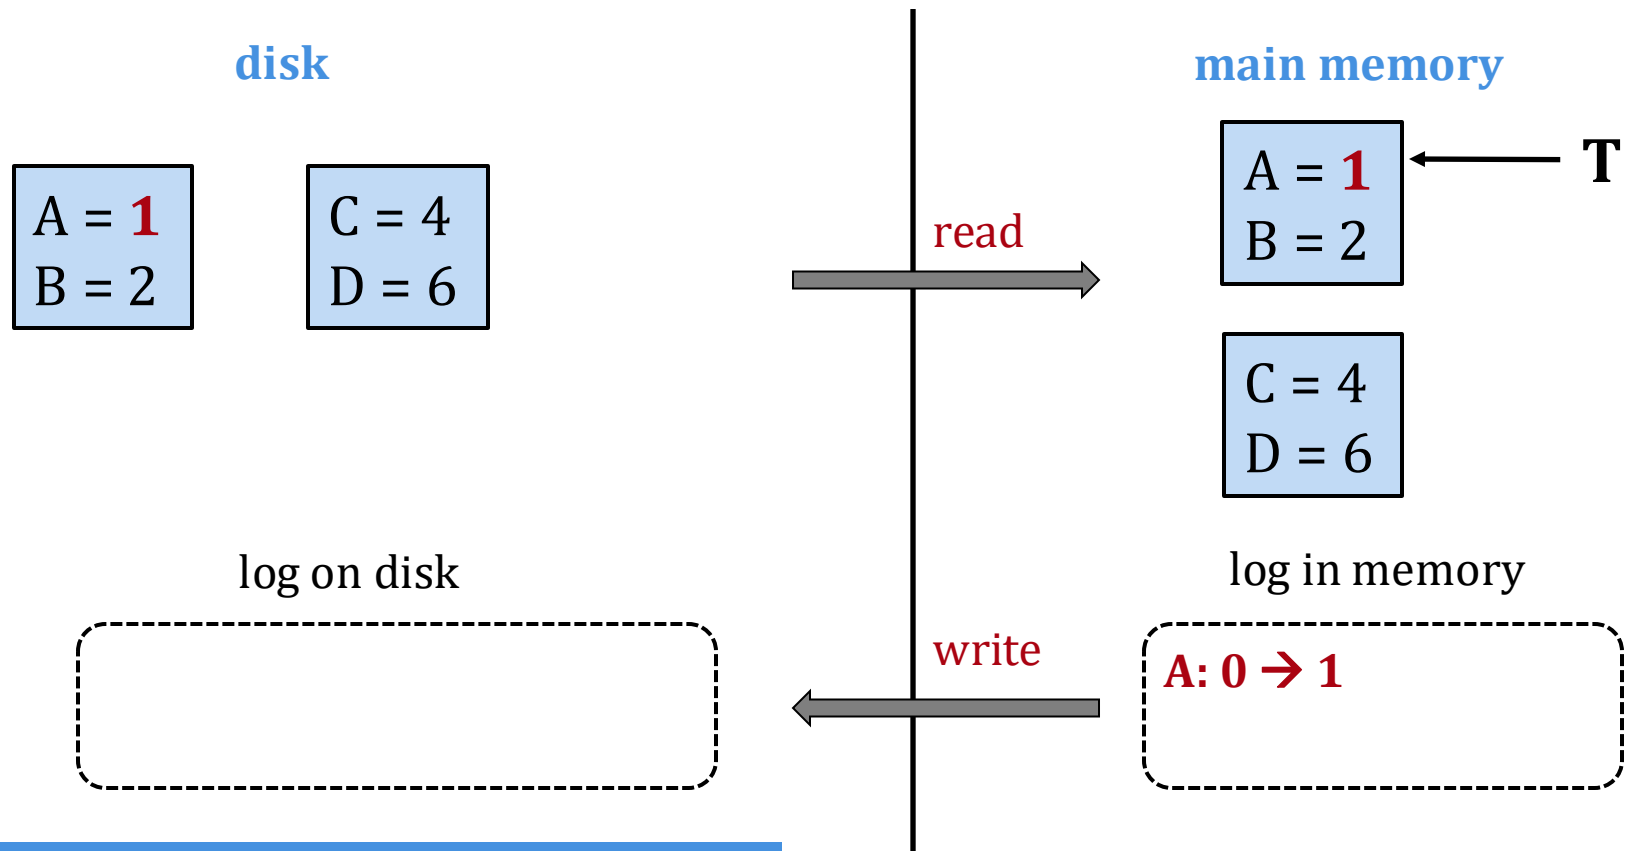 disk
A = 1
B = 2
C = 4
D = 6
log on disk
read
write
main memory
A = 1
B = 2
T
C = 4
D = 6
log in memory
A: 0 → 1